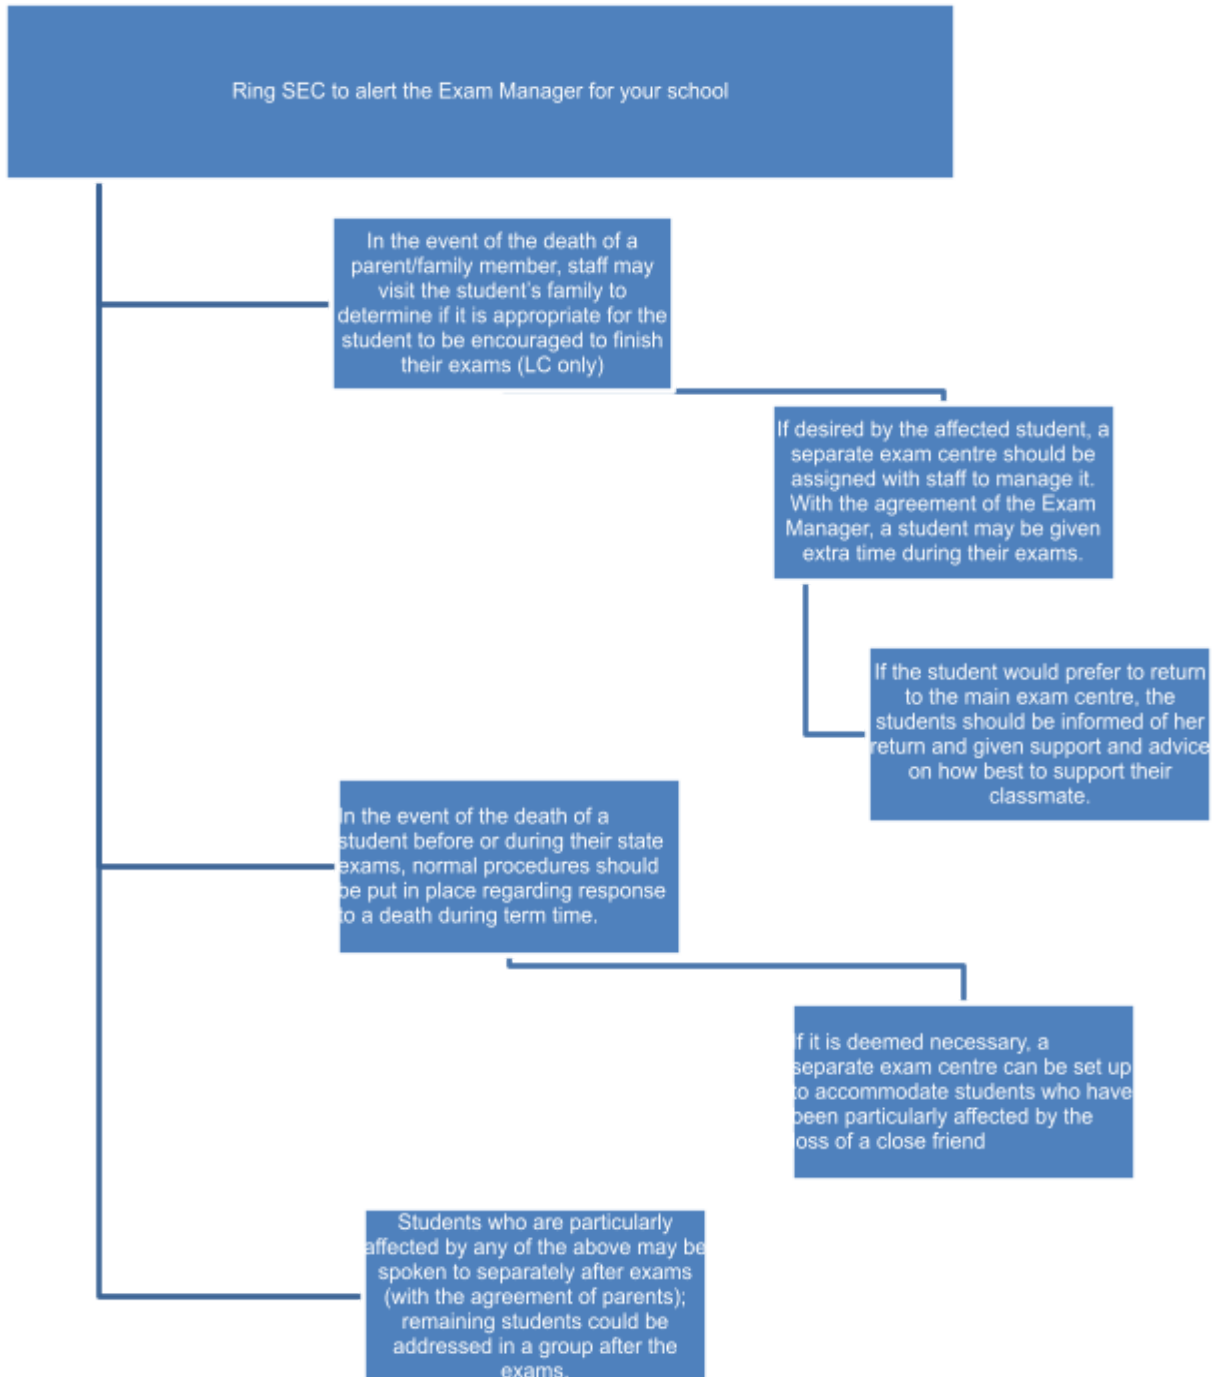 Ring SEC to alert the Exam Manager for your school
In the event of the death of a
parent/family member, staff may
visit the student's family to
determine if it is appropriate for the
student to be encouraged to finish
their exams (LC only)
If desired by the affected student, a
separate exam centre should be
assigned with staff to manage it.
With the agreement of the Exam
Manager, a student may be given
extra time during their exams.
If the student would prefer to return
to the main exam centre, the
students should be informed of her
return and given support and advice
on how best to support their
classmate.
In the event of the death of a
student before or during their state
exams, normal procedures should
be put in place regarding response
to a death during term time.
If it is deemed necessary, a
separate exam centre can be set up
to accommodate students who have
been particularly affected by the
loss of a close friend
Students who are particularly
affected by any of the above may be
spoken to separately after exams
(with the agreement of parents);
remaining students could be
addressed in a group after the
exams.